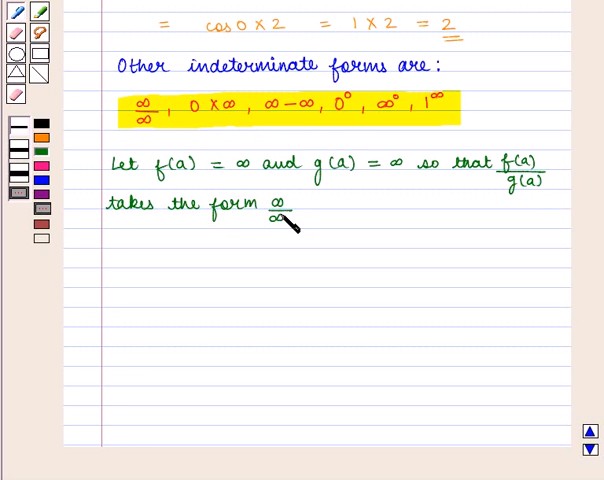 = cos 0 × 2 = 1 × 2 = 2
Other indeterminate forms are:
∞/∞, 0 × ∞, ∞ − ∞, 0⁰, ∞⁰, 1^∞
Let f(a) = ∞ and g(a) = ∞ so that f(a)/g(a)
takes the form ∞/∞